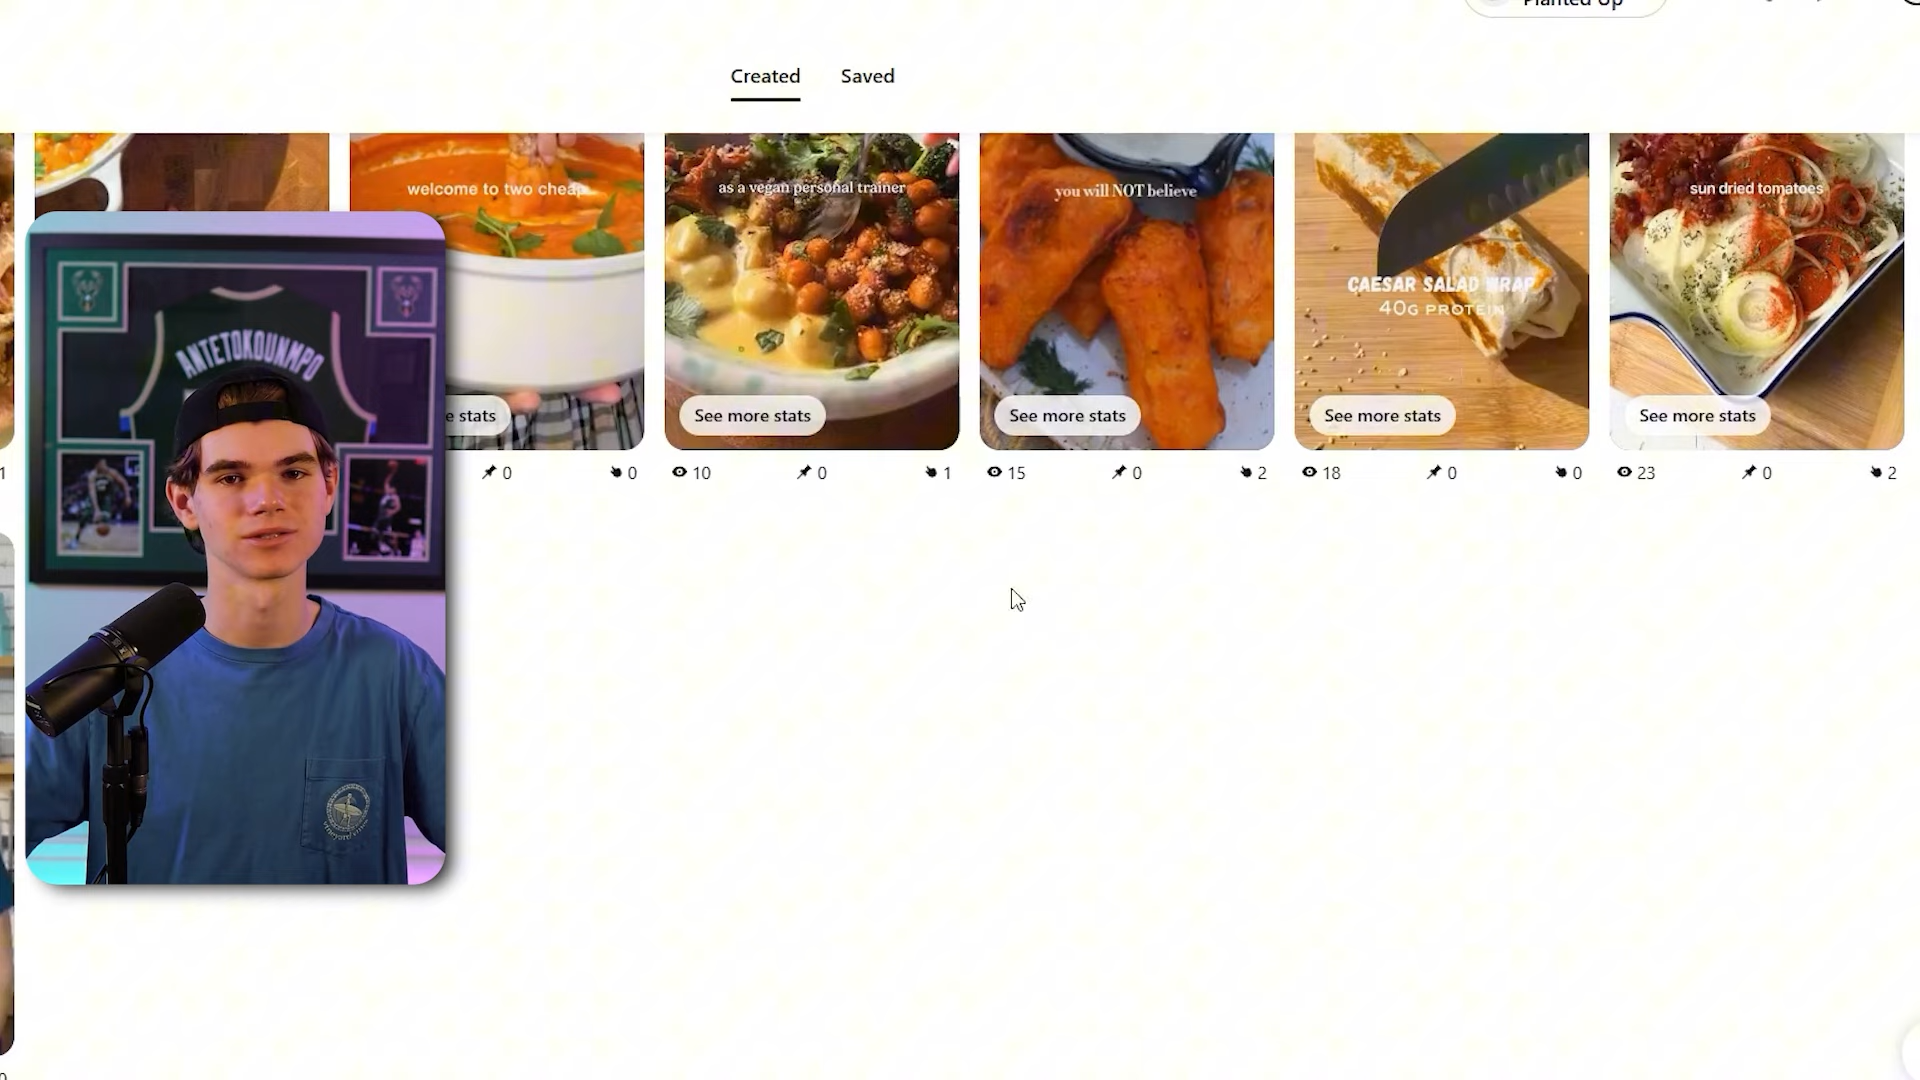 Planted Up
Created Saved
welcome to two cheap
as a vegan personal trainer
you will NOT believe
CAESAR SALAD WRAP
40G PROTEIN
sun dried tomatoes
ANTETOKOUNMPO
e stats
See more stats
See more stats
See more stats
See more stats
1
0
0
10
0
1
15
0
2
18
0
0
23
0
2
0